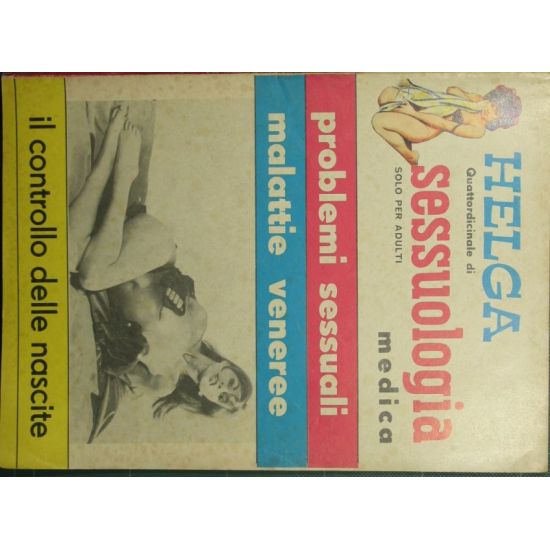 HELGA
Quattordicinale di
sessuologia
SOLO PER ADULTI
medica
problemi sessuali
malattie veneree
il controllo delle nascite